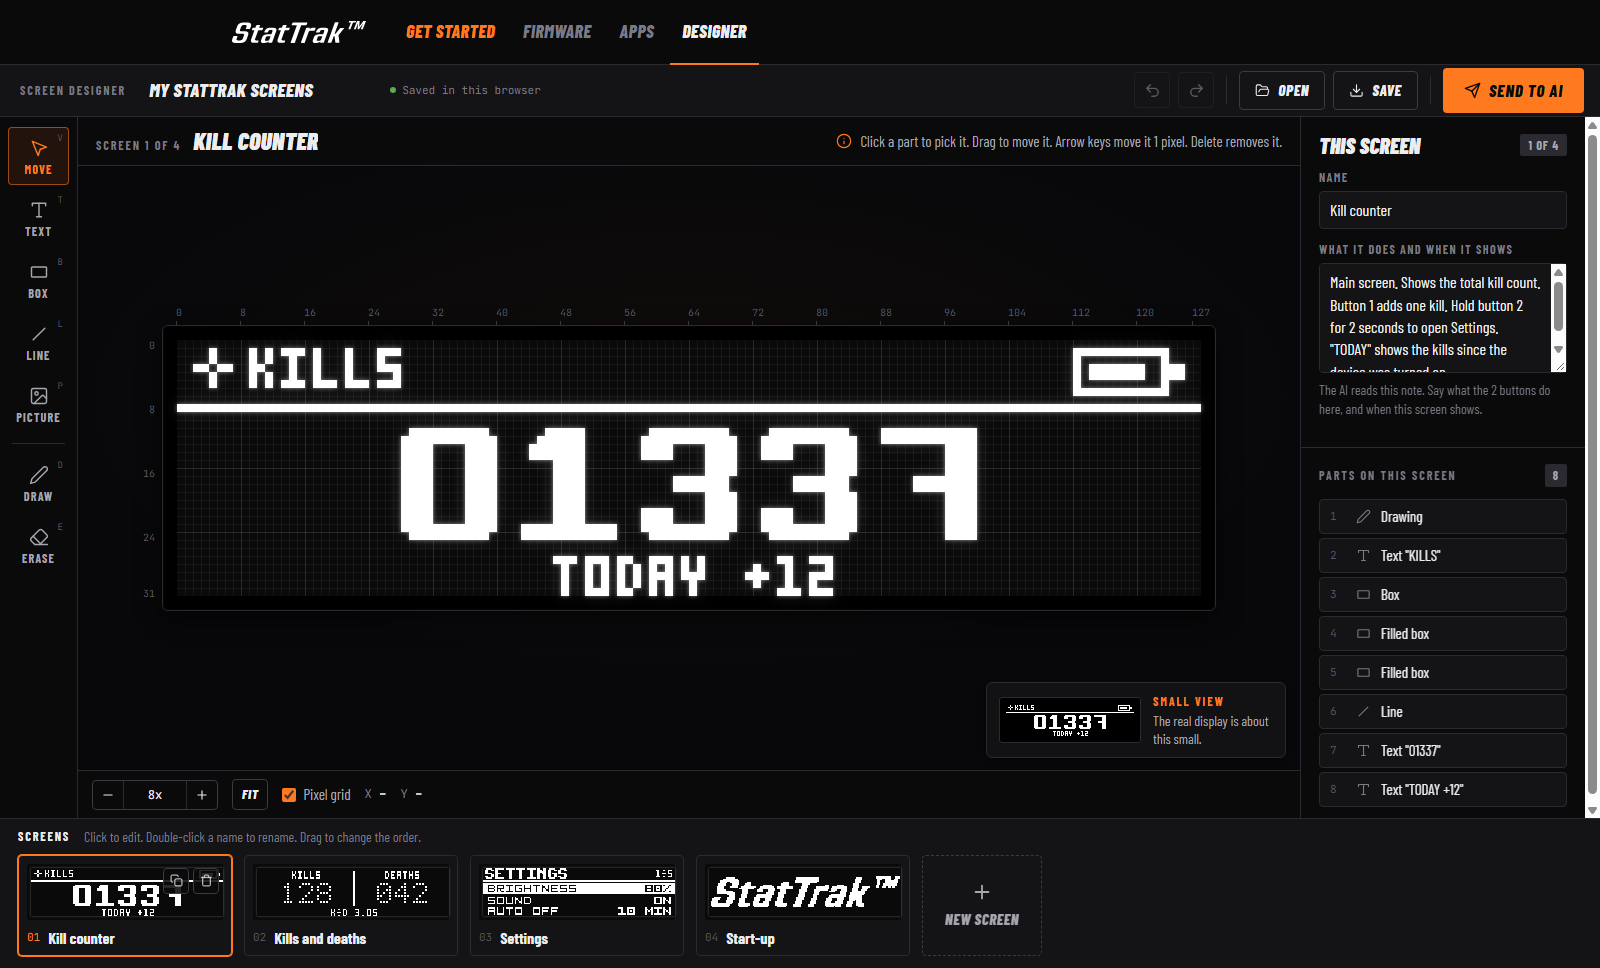 StatTrak™ GET STARTED FIRMWARE APPS DESIGNER
SCREEN DESIGNER MY STATTRAK SCREENS Saved in this browser OPEN SAVE SEND TO AI
V
MOVE
T
TEXT
B
BOX
L
LINE
P
PICTURE
D
DRAW
E
ERASE
SCREEN 1 OF 4 KILL COUNTER Click a part to pick it. Drag to move it. Arrow keys move it 1 pixel. Delete removes it.
0 8 16 24 32 40 48 56 64 72 80 88 96 104 112 120 127
0
8
16
24
31
KILLS
01337
TODAY +12
KILLS
01337
TODAY +12
SMALL VIEW
The real display is about
this small.
8x FIT Pixel grid X – Y –
THIS SCREEN 1 OF 4
NAME
Kill counter
WHAT IT DOES AND WHEN IT SHOWS
Main screen. Shows the total kill count.
Button 1 adds one kill. Hold button 2
for 2 seconds to open Settings.
"TODAY" shows the kills since the
device was turned on
The AI reads this note. Say what the 2 buttons do
here, and when this screen shows.
PARTS ON THIS SCREEN 8
1 Drawing
2 Text "KILLS"
3 Box
4 Filled box
5 Filled box
6 Line
7 Text "01337"
8 Text "TODAY +12"
SCREENS Click to edit. Double-click a name to rename. Drag to change the order.
KILLS
01337
TODAY +12
01 Kill counter
KILLS DEATHS
128 042
K÷D 3.05
02 Kills and deaths
SETTINGS 1÷5
BRIGHTNESS 80%
SOUND ON
AUTO OFF 10 MIN
03 Settings
StatTrak™
04 Start-up
NEW SCREEN